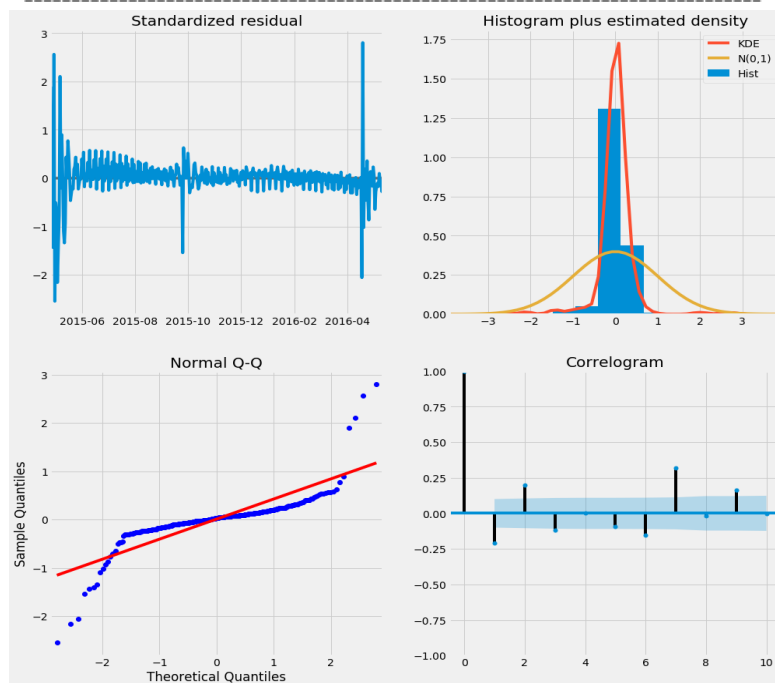 Standardized residual
3
2
1
0
−1
−2
2015-06 2015-08 2015-10 2015-12 2016-02 2016-04
Histogram plus estimated density
KDE
N(0,1)
Hist
1.75
1.50
1.25
1.00
0.75
0.50
0.25
0.00
−3 −2 −1 0 1 2 3
Normal Q-Q
Sample Quantiles
3
2
1
0
−1
−2
−2 −1 0 1 2
Theoretical Quantiles
Correlogram
1.00
0.75
0.50
0.25
0.00
−0.25
−0.50
−0.75
−1.00
0 2 4 6 8 10